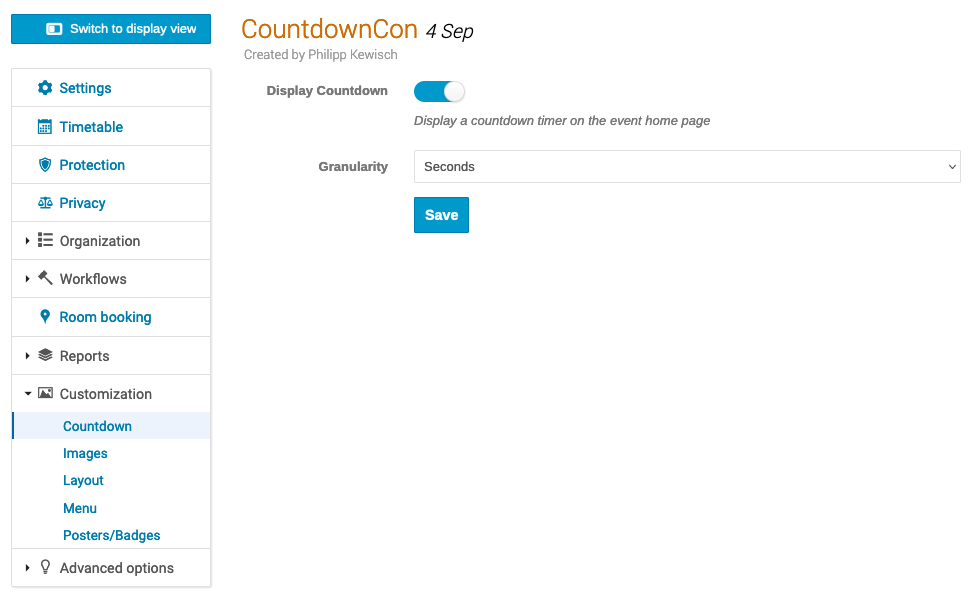 Switch to display view
CountdownCon 4 Sep
Created by Philipp Kewisch
Settings
Timetable
Protection
Privacy
Organization
Workflows
Room booking
Reports
Customization
Countdown
Images
Layout
Menu
Posters/Badges
Advanced options
Display Countdown
Display a countdown timer on the event home page
Granularity Seconds
Save